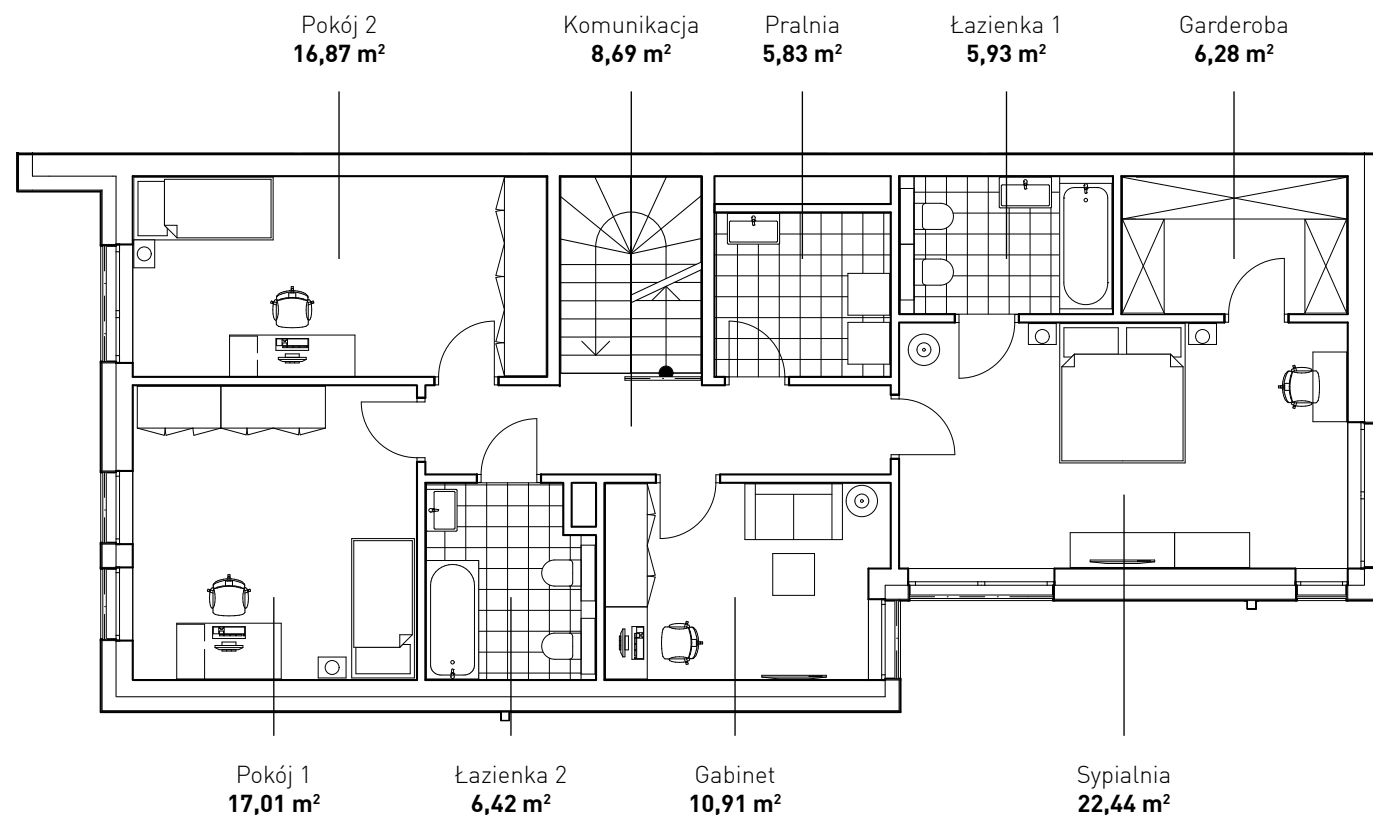 Pokój 2
16,87 m²
Komunikacja
8,69 m²
Pralnia
5,83 m²
Łazienka 1
5,93 m²
Garderoba
6,28 m²
Pokój 1
17,01 m²
Łazienka 2
6,42 m²
Gabinet
10,91 m²
Sypialnia
22,44 m²